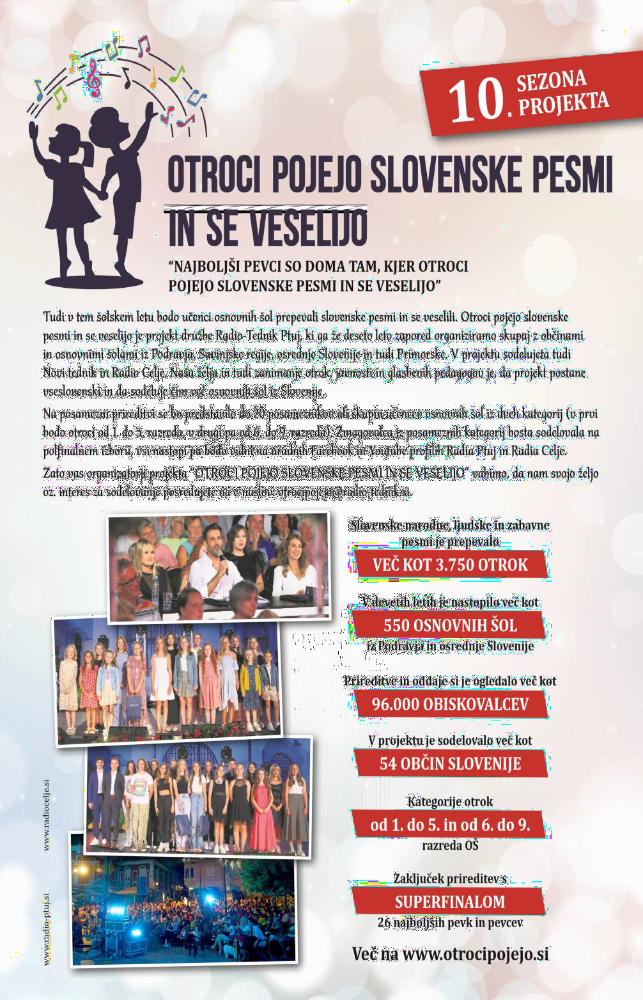 10. SEZONA
PROJEKTA
OTROCI POJEJO SLOVENSKE PESMI
IN SE VESELIJO
“NAJBOLJŠI PEVCI SO DOMA TAM, KJER OTROCI
POJEJO SLOVENSKE PESMI IN SE VESELIJO”
Tudi v tem šolskem letu bodo učenci osnovnih šol prepevali slovenske pesmi in se veselili. Otroci pojejo slovenske
pesmi in se veselijo je projekt družbe Radio-Tednik Ptuj, ki ga že deseto leto zapored organiziramo skupaj z občinami
in osnovnimi šolami iz Podravja, Savinjske regije, osrednje Slovenije in tudi Primorske. V projektu sodelujeta tudi
Novi tednik in Radio Celje. Naša želja in tudi zanimanje otrok, javnosti in glasbenih pedagogov je, da projekt postane
vseslovenski in da sodeluje čim več osnovnih šol iz Slovenije.
Na posamezni prireditvi se bo predstavilo do 20 posameznikov ali skupin učencev osnovnih šol iz dveh kategorij (v prvi
bodo otroci od 1. do 5. razreda, v drugi pa od 6. do 9. razreda). Zmagovalca iz posameznih kategorij bosta sodelovala na
polfinalnem izboru, vsi nastopi pa bodo vidni na uradnih Facebook in Youtube profilih Radia Ptuj in Radia Celje.
Zato vas organizatorji projekta “OTROCI POJEJO SLOVENSKE PESMI IN SE VESELIJO” vabimo, da nam svojo željo
oz. interes za sodelovanje posredujete na e-naslov: otrocipojejo@radio-tednik.si.
Slovenske narodne, ljudske in zabavne
pesmi je prepevalo
VEČ KOT 3.750 OTROK
V devetih letih je nastopilo več kot
550 OSNOVNIH ŠOL
iz Podravja in osrednje Slovenije
Prireditve in oddaje si je ogledalo več kot
96.000 OBISKOVALCEV
V projektu je sodelovalo več kot
54 OBČIN SLOVENIJE
Kategorije otrok
od 1. do 5. in od 6. do 9.
razreda OŠ
Zaključek prireditev s
SUPERFINALOM
26 najboljših pevk in pevcev
Več na www.otrocipojejo.si
www.radiocelje.si
www.radio-ptuj.si